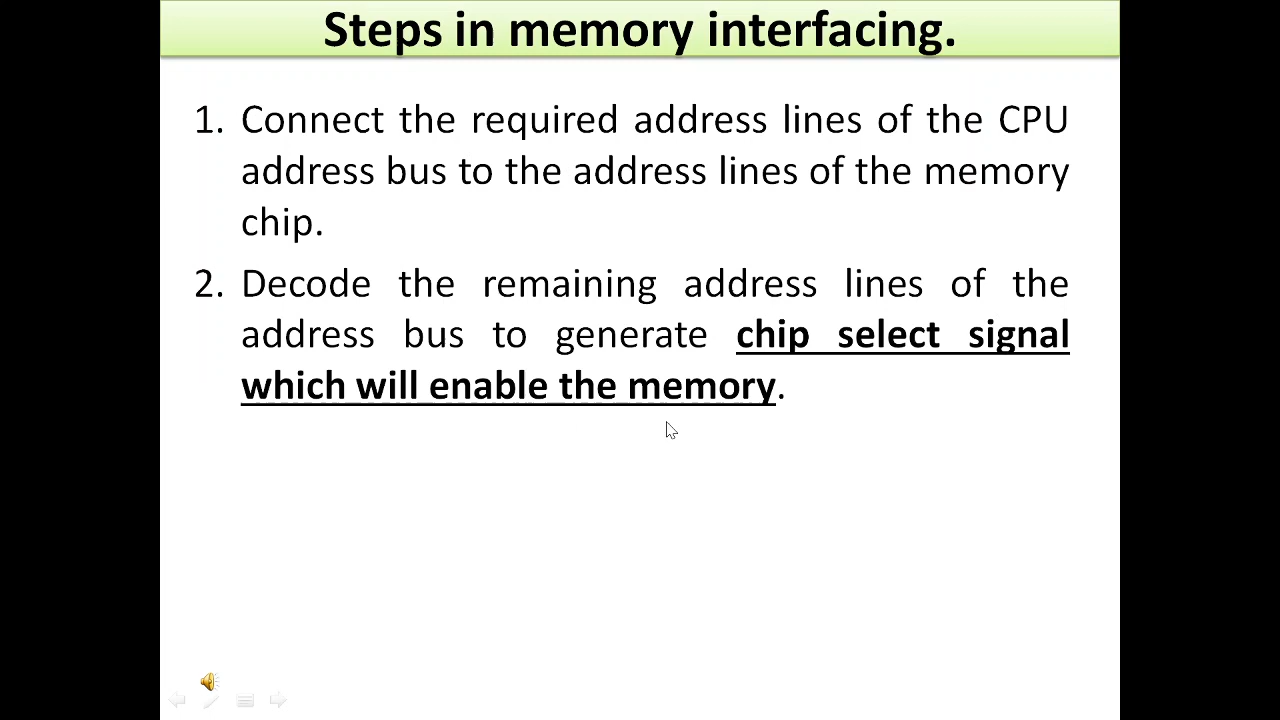 Steps in memory interfacing.
1. Connect the required address lines of the CPU
address bus to the address lines of the memory
chip.
2. Decode the remaining address lines of the
address bus to generate chip select signal
which will enable the memory.